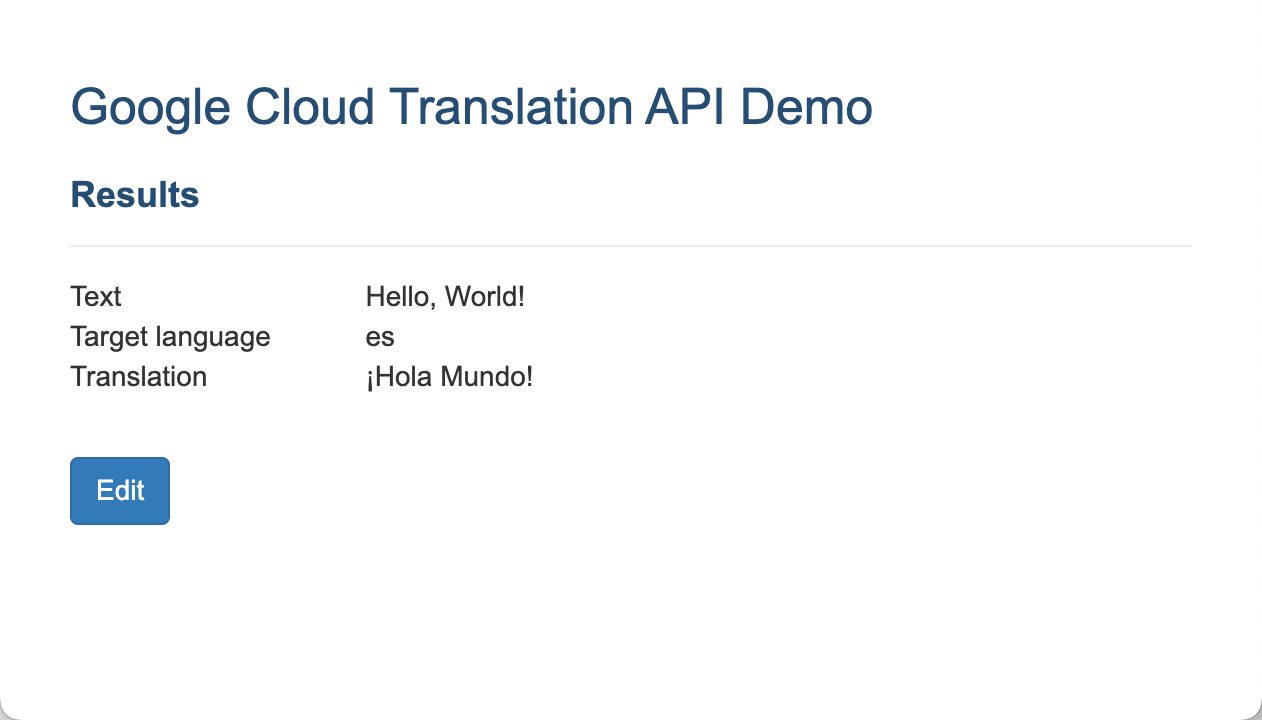 Google Cloud Translation API Demo
Results
Text Hello, World!
Target language es
Translation ¡Hola Mundo!
Edit